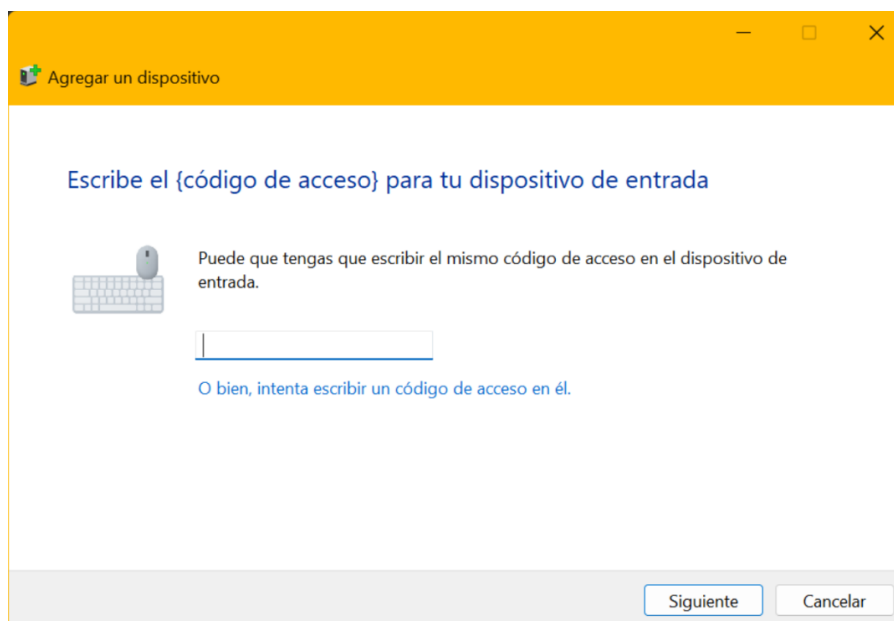 Agregar un dispositivo
Escribe el {código de acceso} para tu dispositivo de entrada
Puede que tengas que escribir el mismo código de acceso en el dispositivo de
entrada.
O bien, intenta escribir un código de acceso en él.
Siguiente
Cancelar